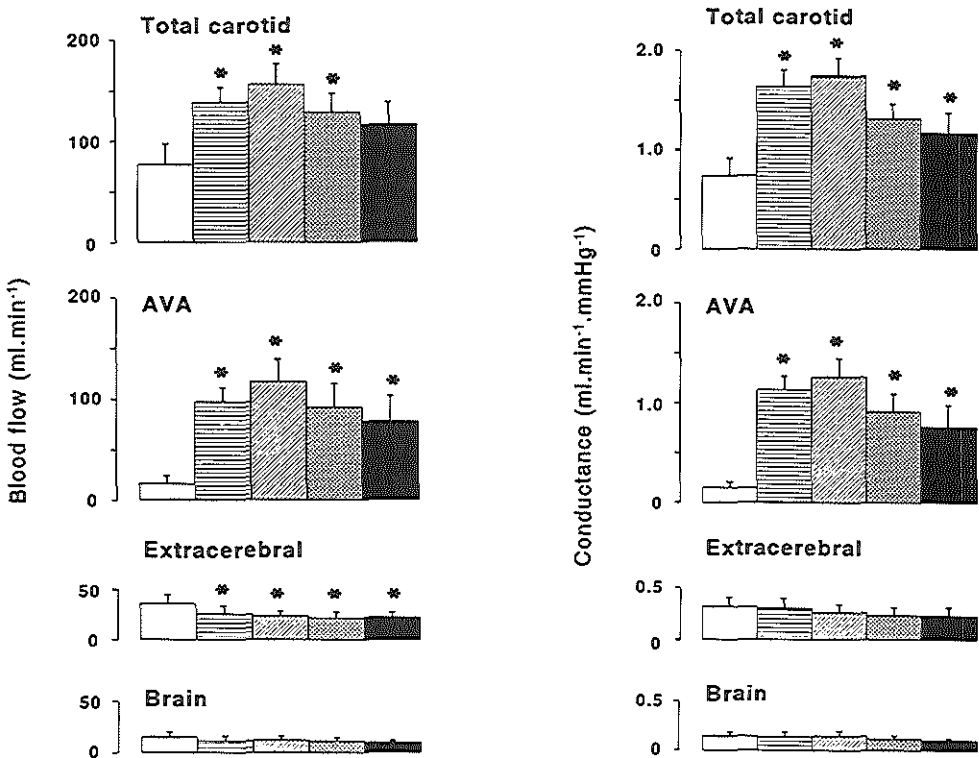 Blood flow (ml.min⁻¹)
Total carotid
200
100
0
* * *
AVA
200
100
0
* * * *
Extracerebral
50
0
* * * *
Brain
50
0
Conductance (ml.min⁻¹.mmHg⁻¹)
Total carotid
2.0
1.0
0
* * * *
AVA
2.0
1.0
0
* * * *
Extracerebral
0.5
0
Brain
0.5
0